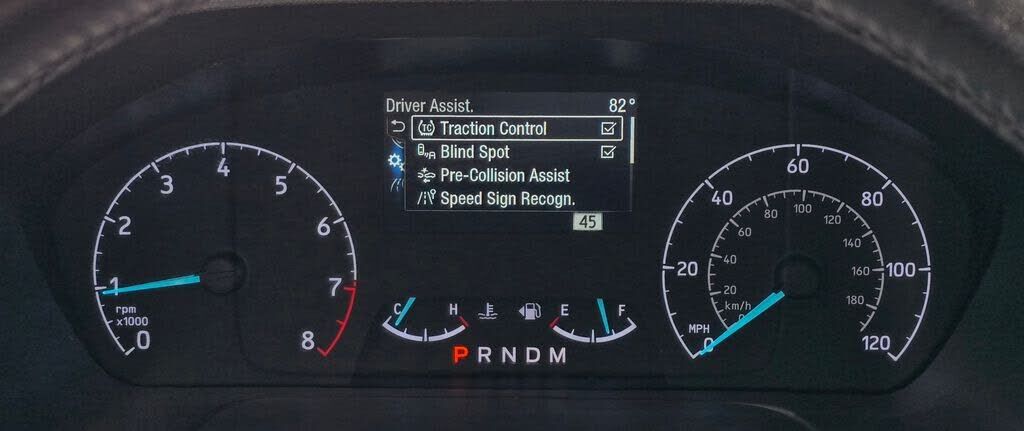 Driver Assist. 82°
TC Traction Control
Blind Spot
Pre-Collision Assist
Speed Sign Recogn.
45
0 1 2 3 4 5 6 7 8
rpm
x1000
C H E F
P R N D M
0 20 40 60 80 100 120
MPH
0 20 40 60 80 100 120 140 160 180
km/h